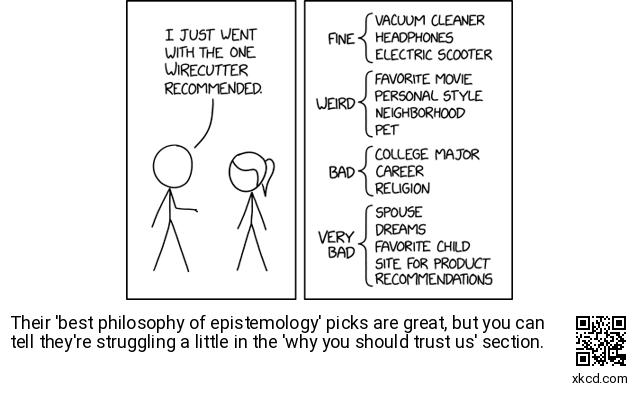 I JUST WENT
WITH THE ONE
WIRECUTTER
RECOMMENDED.
FINE
VACUUM CLEANER
HEADPHONES
ELECTRIC SCOOTER
WEIRD
FAVORITE MOVIE
PERSONAL STYLE
NEIGHBORHOOD
PET
BAD
COLLEGE MAJOR
CAREER
RELIGION
VERY
BAD
SPOUSE
DREAMS
FAVORITE CHILD
SITE FOR PRODUCT
RECOMMENDATIONS
Their 'best philosophy of epistemology' picks are great, but you can
tell they're struggling a little in the 'why you should trust us' section.
xkcd.com